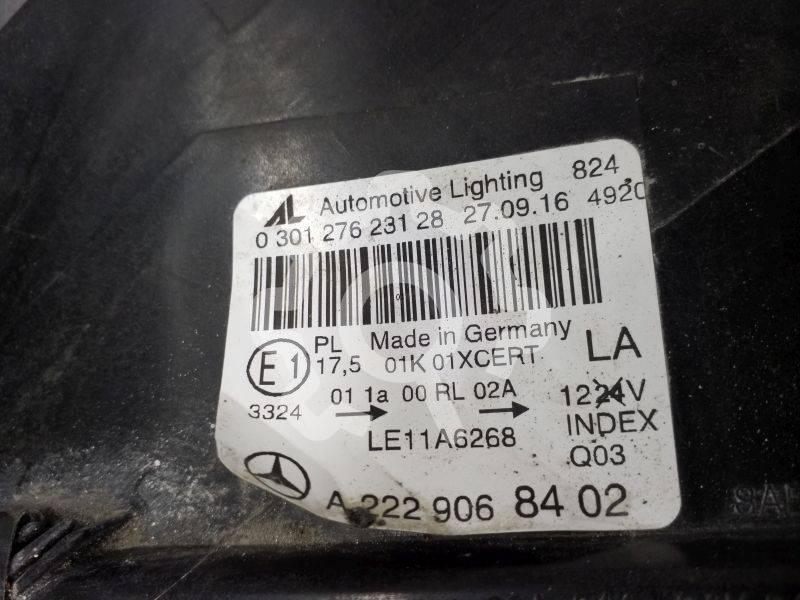 AL Automotive Lighting 824
0 301 276 231 28 27.09.16 4920
PL Made in Germany
E1 17,5 01K 01XCERT LA
3324 01 1a 00 RL 02A 1224V
LE11A6268 INDEX
Q03
A 222 906 84 02